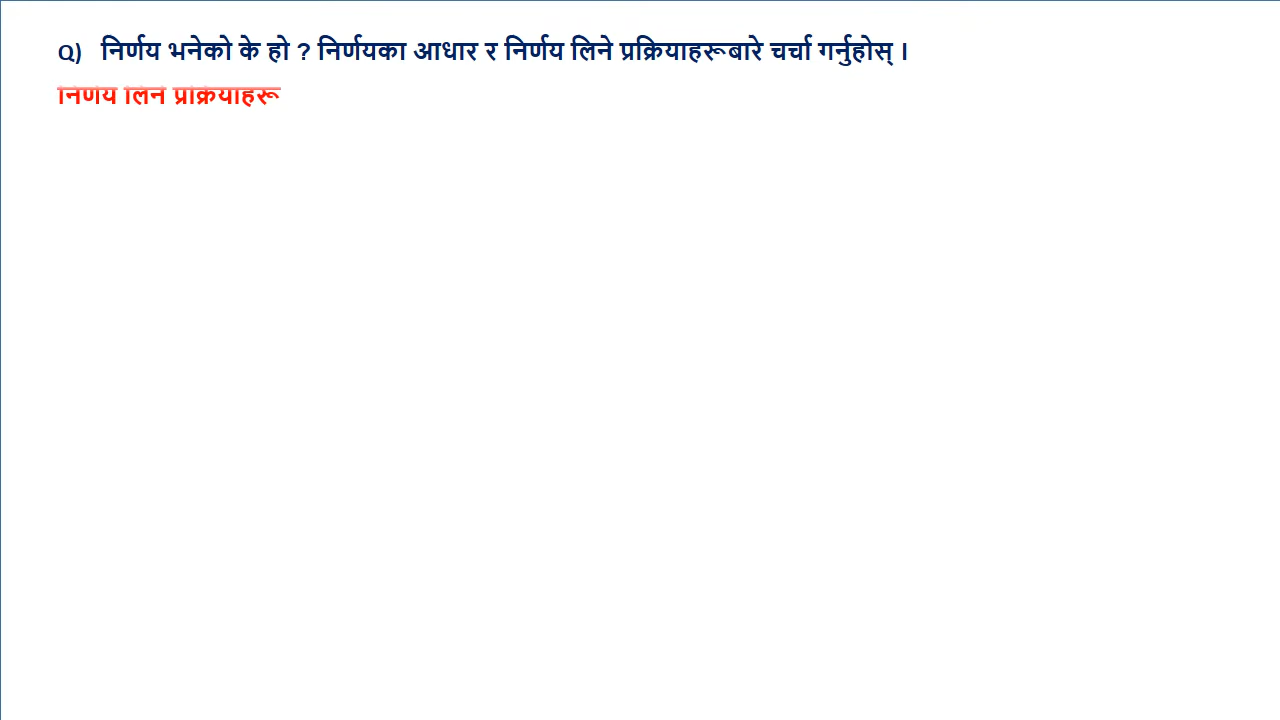 Q) निर्णय भनेको के हो ? निर्णयका आधार र निर्णय लिने प्रक्रियाहरूबारे चर्चा गर्नुहोस् ।
निर्णय लिने प्रक्रियाहरू